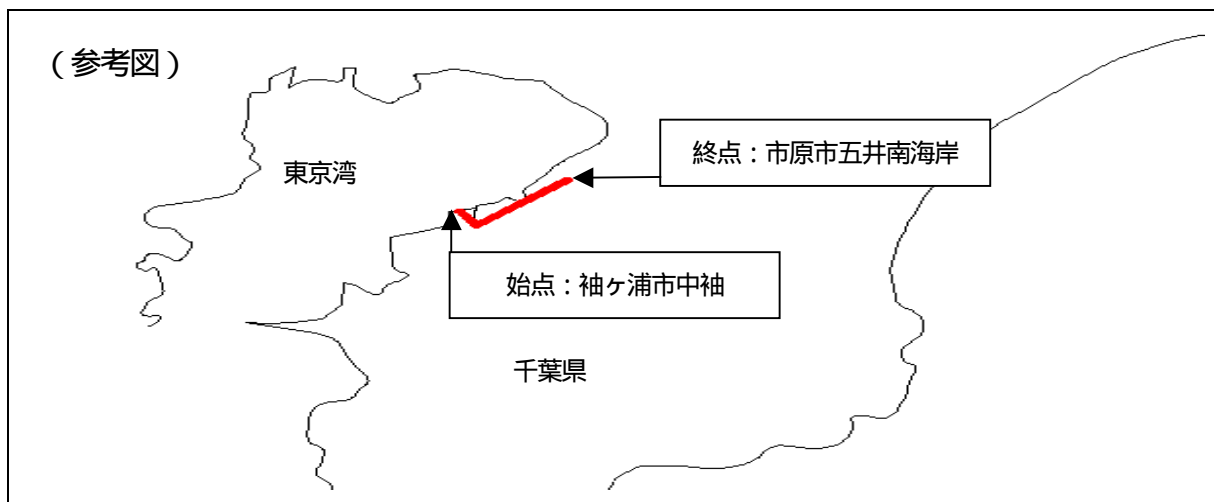 （参考図）
終点：市原市五井南海岸
東京湾
始点：袖ヶ浦市中袖
千葉県